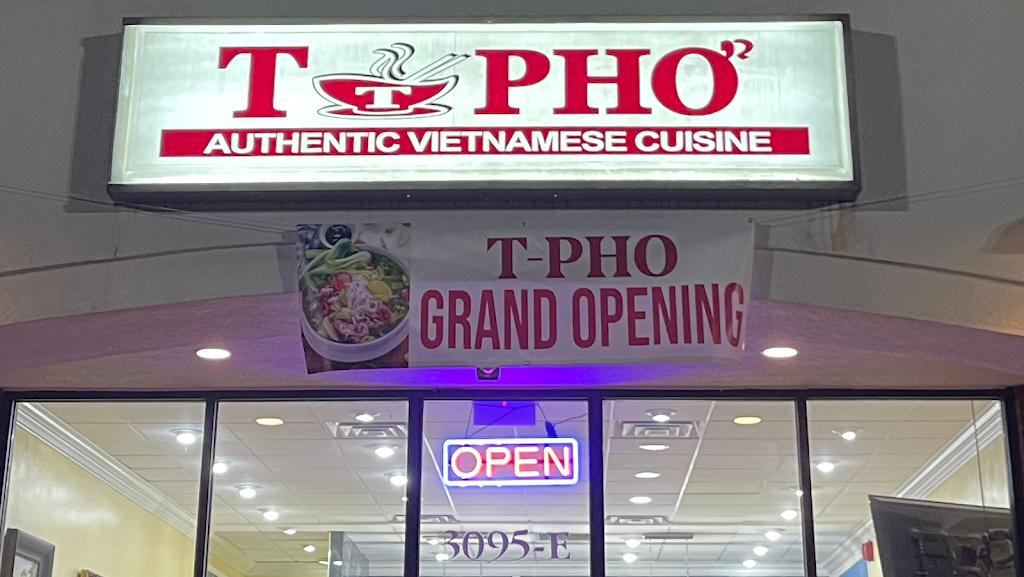 T T PHỞ
AUTHENTIC VIETNAMESE CUISINE
T-PHO
GRAND OPENING
OPEN
3095-E